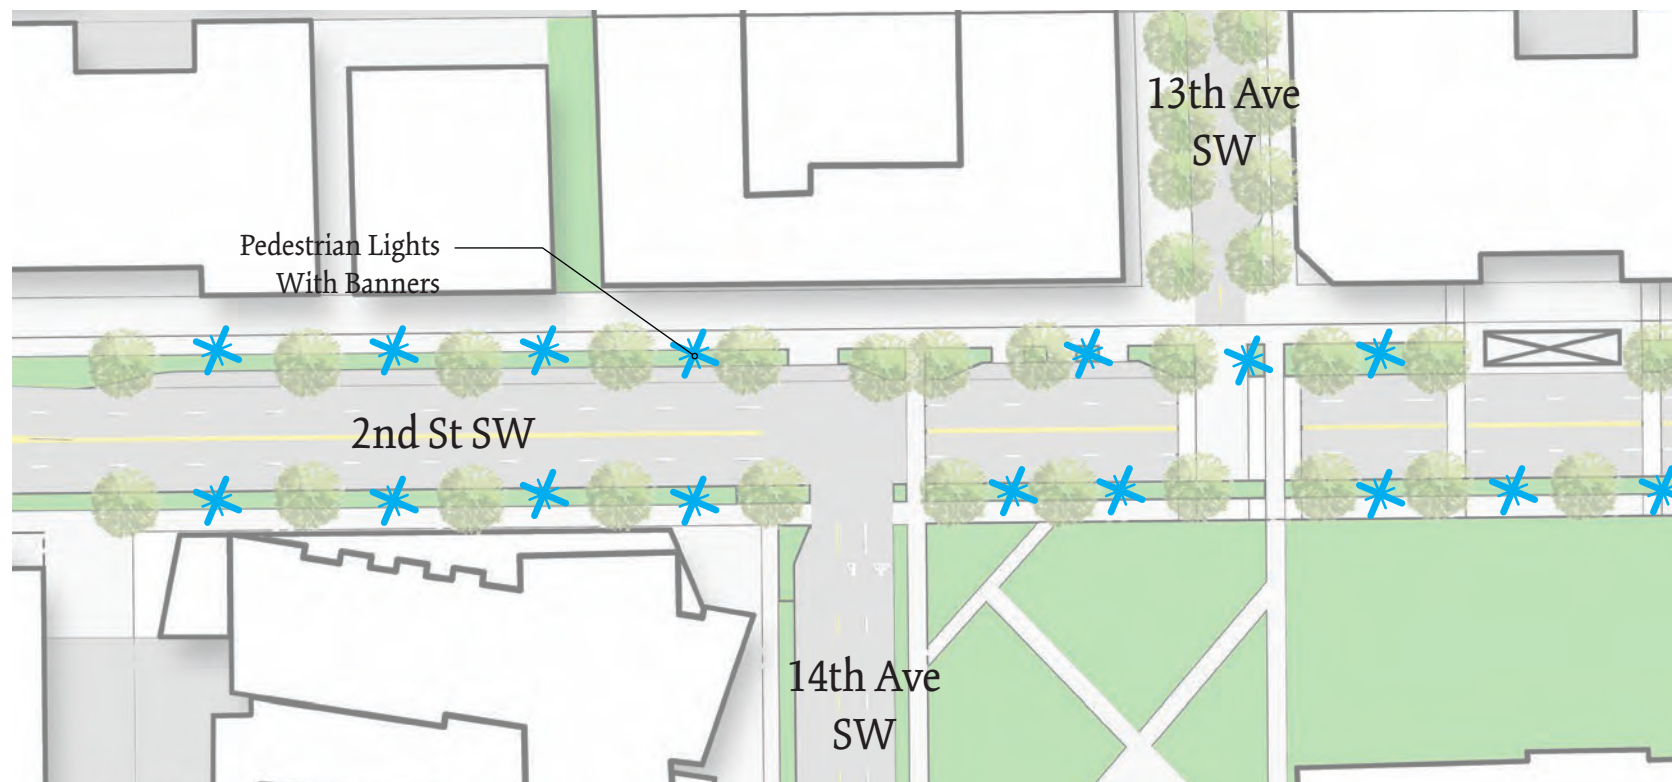 13th Ave
SW
Pedestrian Lights
With Banners
2nd St SW
14th Ave
SW